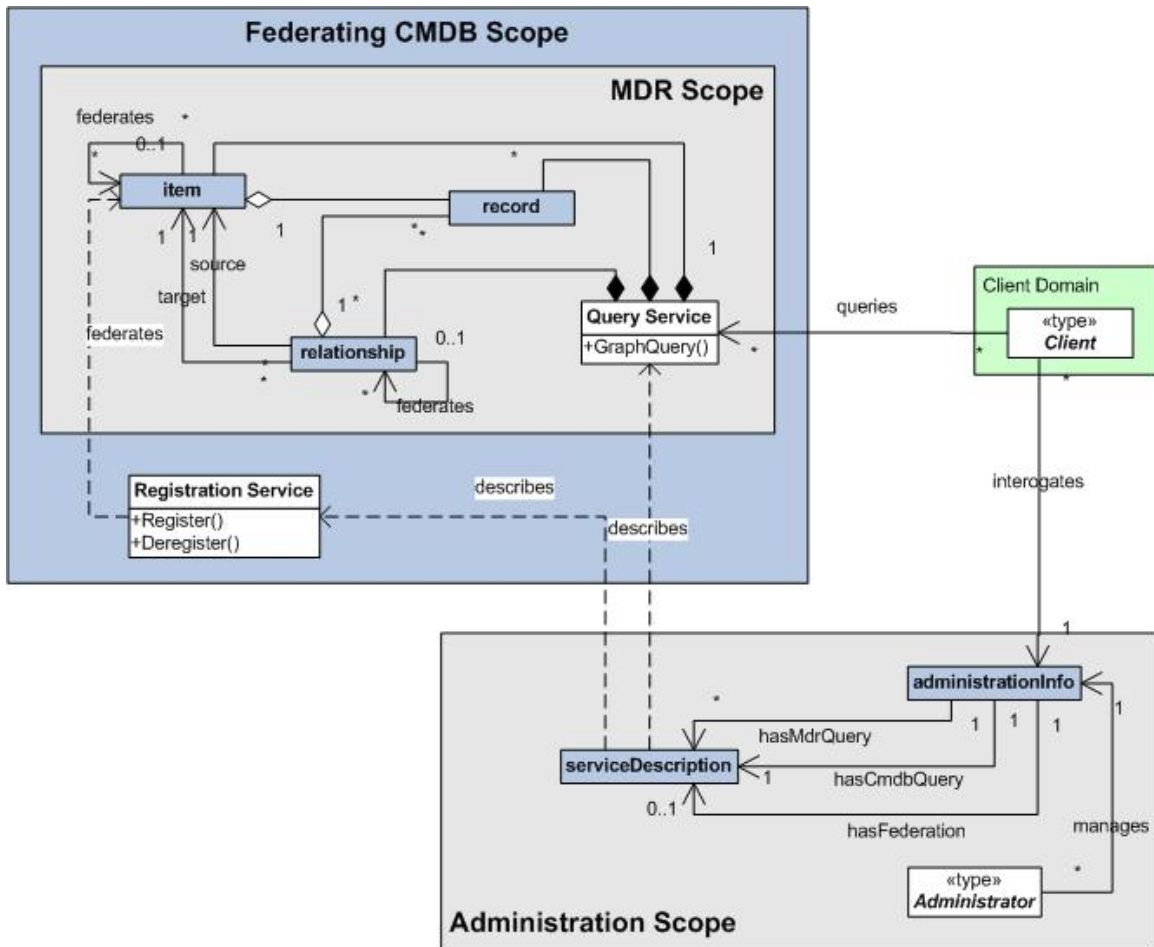 Federating CMDB Scope
MDR Scope
federates
*
0..1
*
*
item
record
1
*
*
1
1
1
source
target
federates
1
*
0..1
Query Service
+GraphQuery()
relationship
*
*
*
federates
queries
*
*
Client Domain
«type»
Client
*
interogates
Registration Service
+Register()
+Deregister()
describes
describes
1
administrationInfo
*
1
1
1
1
hasMdrQuery
serviceDescription
1
hasCmdbQuery
0..1
hasFederation
manages
*
«type»
Administrator
Administration Scope